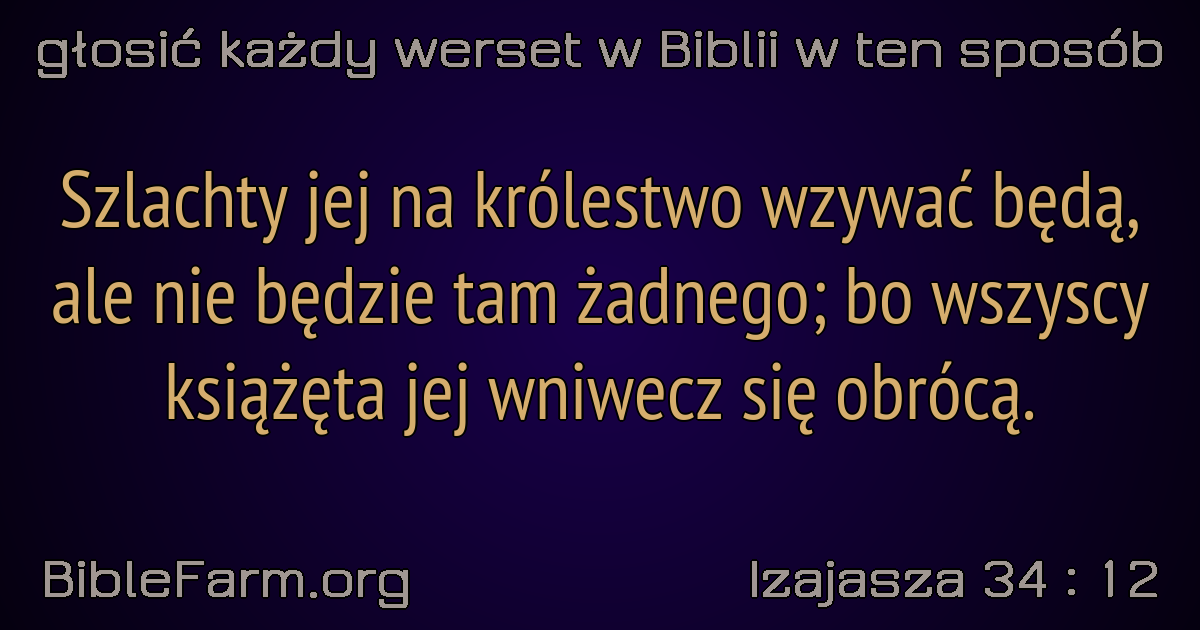 głosić każdy werset w Biblii w ten sposób
Szlachty jej na królestwo wzywać będą,
ale nie będzie tam żadnego; bo wszyscy
książęta jej wniwecz się obrócą.
BibleFarm.org
Izajasza 34 : 12